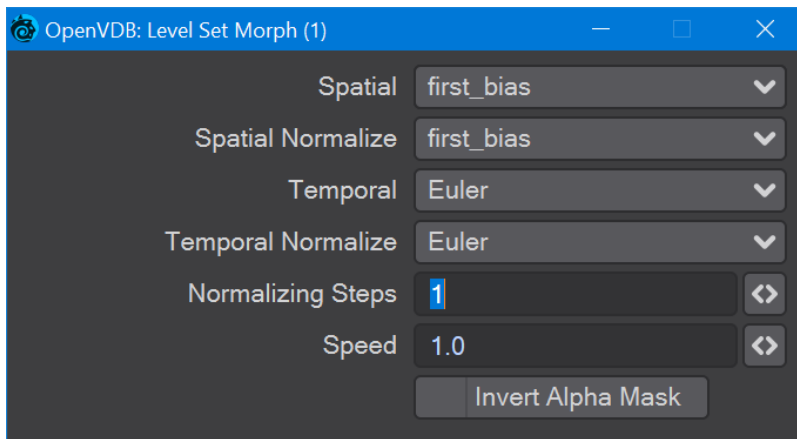 OpenVDB: Level Set Morph (1)
Spatial first_bias
Spatial Normalize first_bias
Temporal Euler
Temporal Normalize Euler
Normalizing Steps 1
Speed 1.0
Invert Alpha Mask